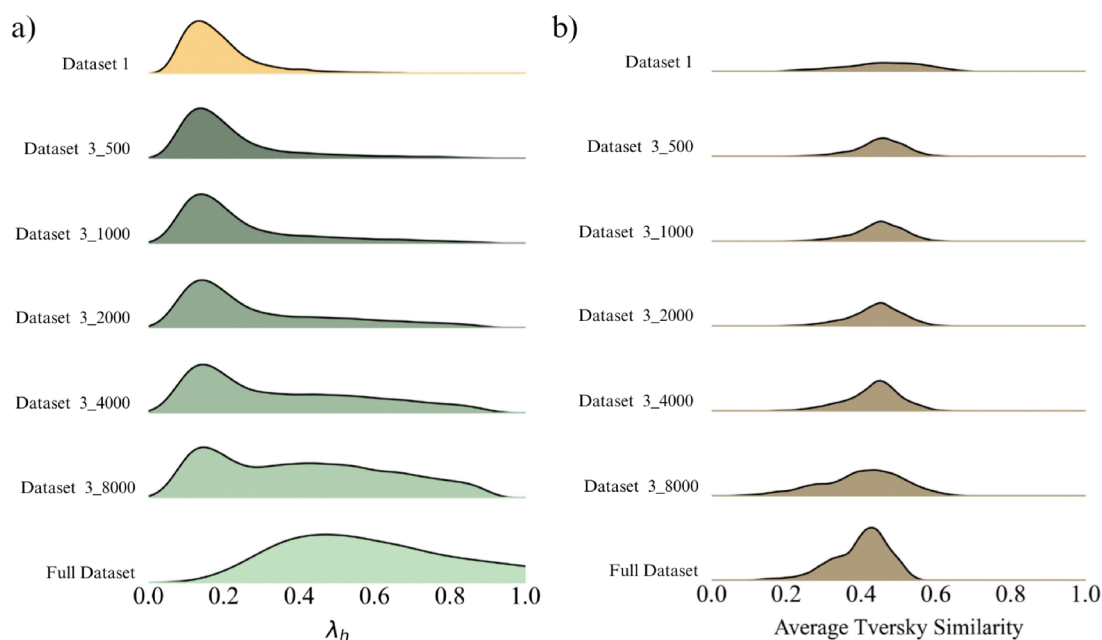 a)
Dataset 1
Dataset 3_500
Dataset 3_1000
Dataset 3_2000
Dataset 3_4000
Dataset 3_8000
Full Dataset
0.0 0.2 0.4 0.6 0.8 1.0
λh
b)
Dataset 1
Dataset 3_500
Dataset 3_1000
Dataset 3_2000
Dataset 3_4000
Dataset 3_8000
Full Dataset
0.0 0.2 0.4 0.6 0.8 1.0
Average Tversky Similarity